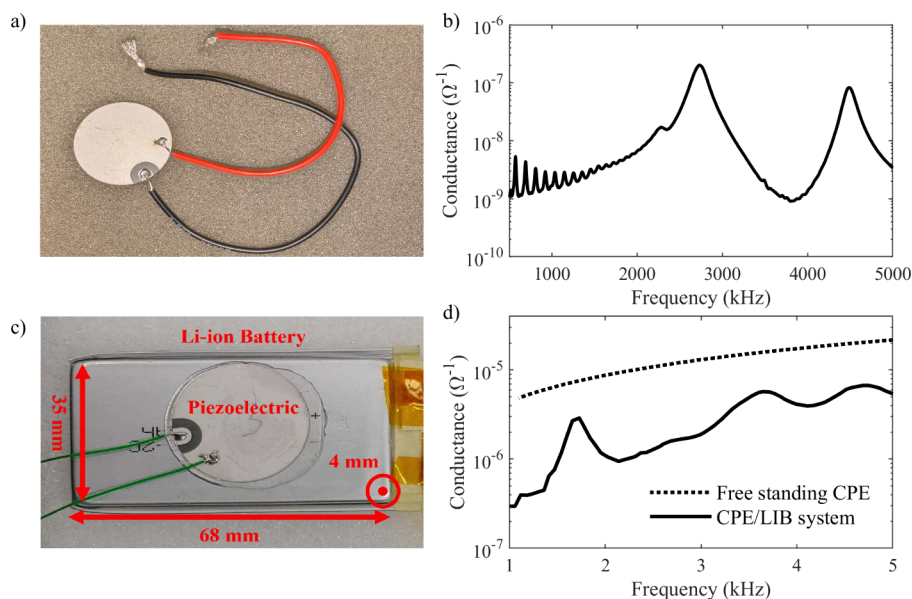 a)
b)
Conductance (Ω⁻¹)
10⁻⁶
10⁻⁷
10⁻⁸
10⁻⁹
10⁻¹⁰
1000 2000 3000 4000 5000
Frequency (kHz)
c)
Li-ion Battery
35 mm
Piezoelectric
+
4 mm
68 mm
d)
Conductance (Ω⁻¹)
10⁻⁵
10⁻⁶
10⁻⁷
Free standing CPE
CPE/LIB system
1 2 3 4 5
Frequency (kHz)